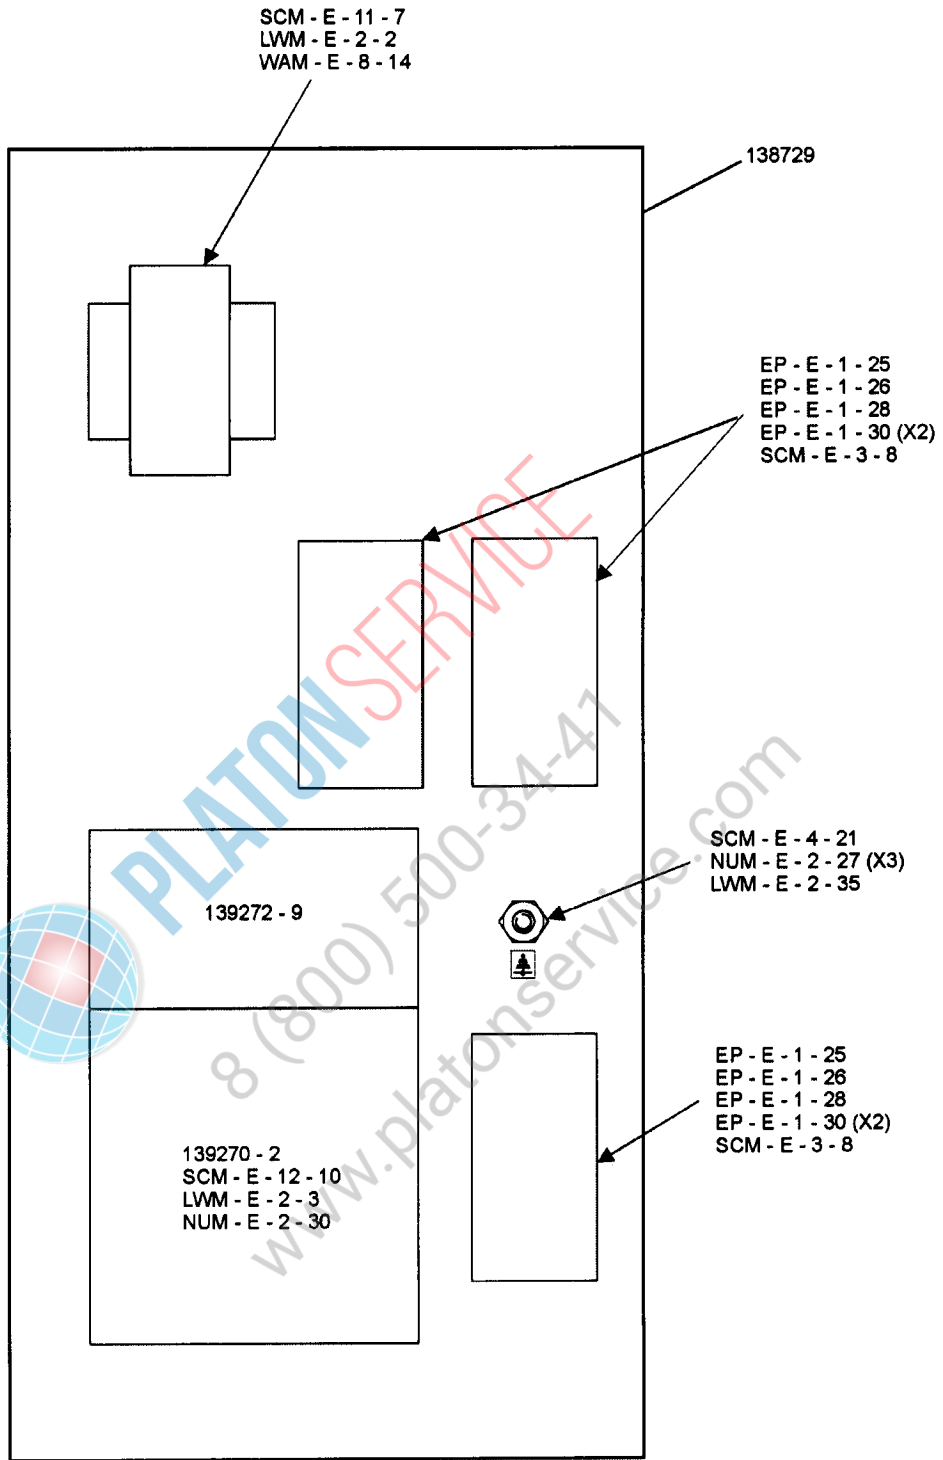 SCM - E - 11 - 7
LWM - E - 2 - 2
WAM - E - 8 - 14
138729
EP - E - 1 - 25
EP - E - 1 - 26
EP - E - 1 - 28
EP - E - 1 - 30 (X2)
SCM - E - 3 - 8
SCM - E - 4 - 21
NUM - E - 2 - 27 (X3)
LWM - E - 2 - 35
139272 - 9
EP - E - 1 - 25
EP - E - 1 - 26
EP - E - 1 - 28
EP - E - 1 - 30 (X2)
SCM - E - 3 - 8
139270 - 2
SCM - E - 12 - 10
LWM - E - 2 - 3
NUM - E - 2 - 30
PLATONSERVICE
8 (800) 500-34-41
www.platonservice.com